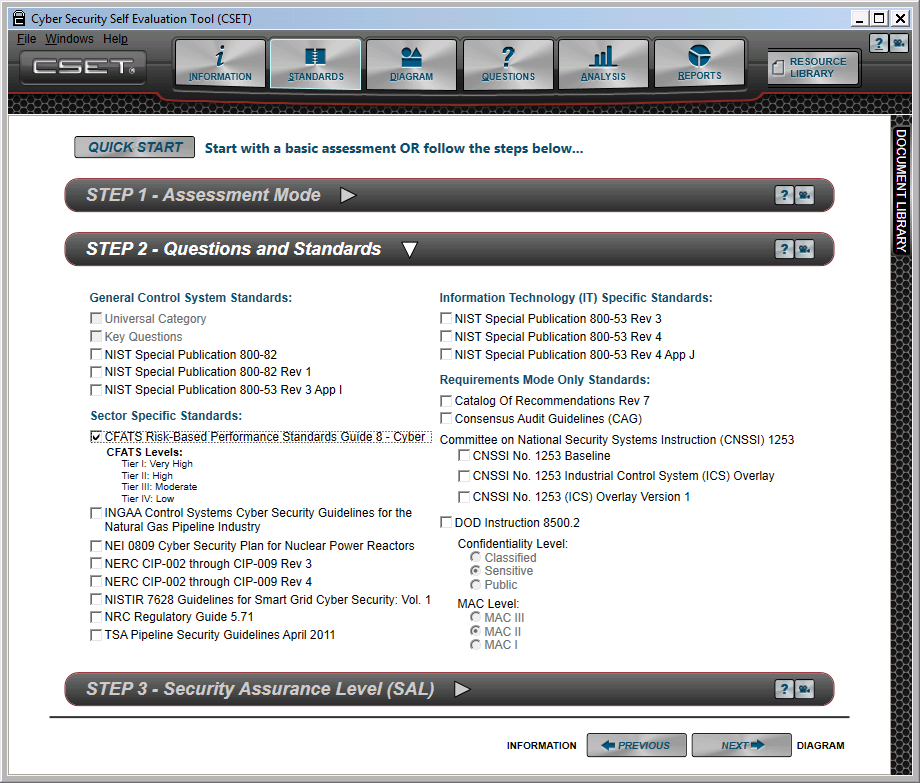 Cyber Security Self Evaluation Tool (CSET)
File Windows Help
CSET
INFORMATION
STANDARDS
DIAGRAM
QUESTIONS
ANALYSIS
REPORTS
RESOURCE
LIBRARY
DOCUMENT LIBRARY
QUICK START
Start with a basic assessment OR follow the steps below...
STEP 1 - Assessment Mode
STEP 2 - Questions and Standards
General Control System Standards:
Universal Category
Key Questions
NIST Special Publication 800-82
NIST Special Publication 800-82 Rev 1
NIST Special Publication 800-53 Rev 3 App I
Sector Specific Standards:
CFATS Risk-Based Performance Standards Guide 8 - Cyber
CFATS Levels:
Tier I: Very High
Tier II: High
Tier III: Moderate
Tier IV: Low
INGAA Control Systems Cyber Security Guidelines for the
Natural Gas Pipeline Industry
NEI 0809 Cyber Security Plan for Nuclear Power Reactors
NERC CIP-002 through CIP-009 Rev 3
NERC CIP-002 through CIP-009 Rev 4
NISTIR 7628 Guidelines for Smart Grid Cyber Security: Vol. 1
NRC Regulatory Guide 5.71
TSA Pipeline Security Guidelines April 2011
Information Technology (IT) Specific Standards:
NIST Special Publication 800-53 Rev 3
NIST Special Publication 800-53 Rev 4
NIST Special Publication 800-53 Rev 4 App J
Requirements Mode Only Standards:
Catalog Of Recommendations Rev 7
Consensus Audit Guidelines (CAG)
Committee on National Security Systems Instruction (CNSSI) 1253
CNSSI No. 1253 Baseline
CNSSI No. 1253 Industrial Control System (ICS) Overlay
CNSSI No. 1253 (ICS) Overlay Version 1
DOD Instruction 8500.2
Confidentiality Level:
Classified
Sensitive
Public
MAC Level:
MAC III
MAC II
MAC I
STEP 3 - Security Assurance Level (SAL)
INFORMATION
PREVIOUS
NEXT
DIAGRAM